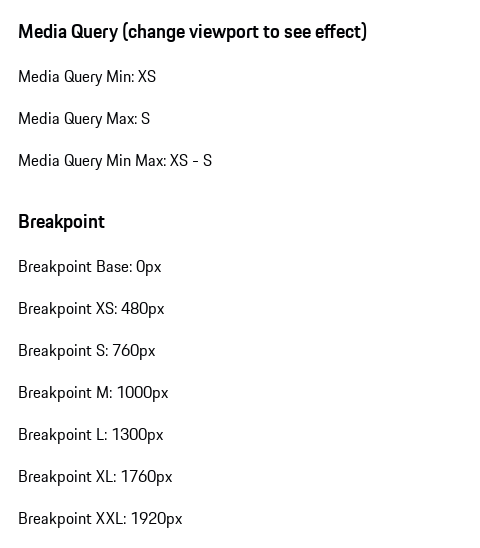 Media Query (change viewport to see effect)
Media Query Min: XS
Media Query Max: S
Media Query Min Max: XS - S
Breakpoint
Breakpoint Base: 0px
Breakpoint XS: 480px
Breakpoint S: 760px
Breakpoint M: 1000px
Breakpoint L: 1300px
Breakpoint XL: 1760px
Breakpoint XXL: 1920px